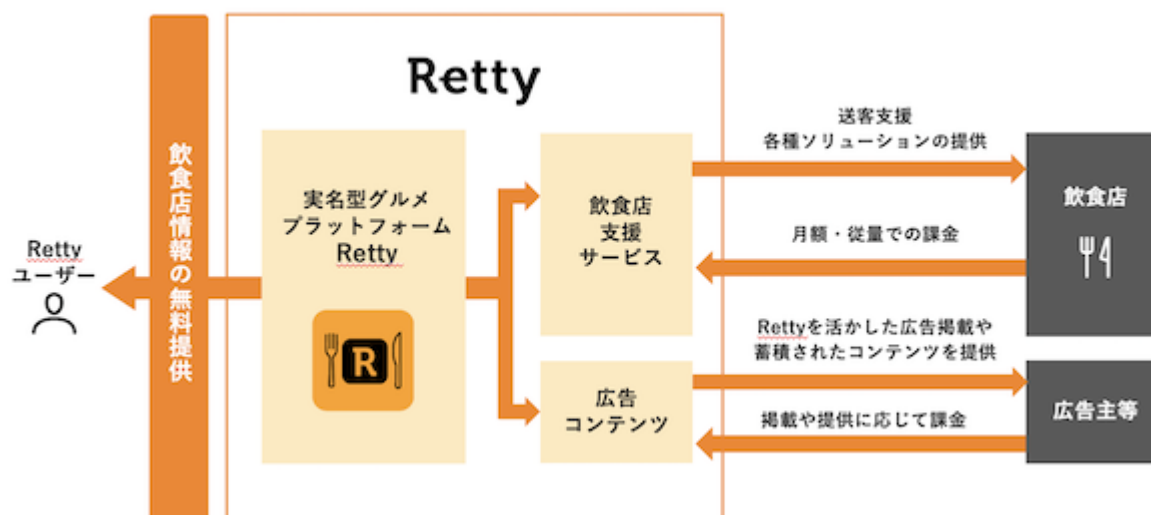 Retty
飲食店情報の無料提供
Retty
ユーザー
実名型グルメ
プラットフォーム
Retty
R
飲食店
支援
サービス
広告
コンテンツ
送客支援
各種ソリューションの提供
月額・従量での課金
Rettyを活かした広告掲載や
蓄積されたコンテンツを提供
掲載や提供に応じて課金
飲食店
広告主等